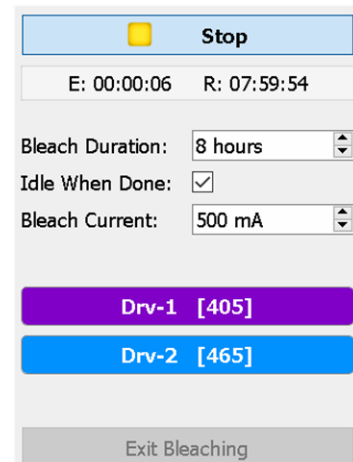 Stop
E: 00:00:06 R: 07:59:54
Bleach Duration: 8 hours
Idle When Done:
Bleach Current: 500 mA
Drv-1 [405]
Drv-2 [465]
Exit Bleaching